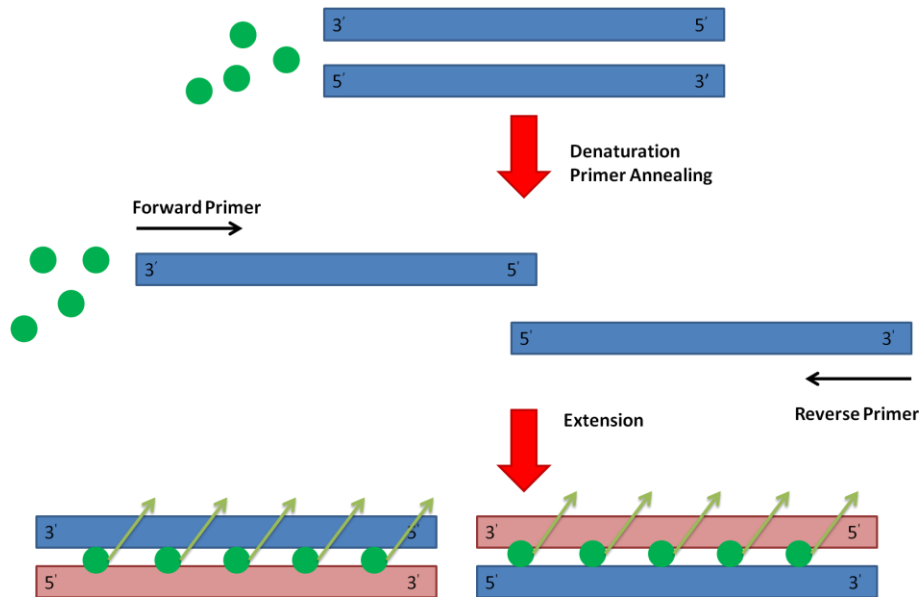 3' 5'
5' 3'
Denaturation
Primer Annealing
Forward Primer
3' 5'
5' 3'
Reverse Primer
Extension
3' 3'
5' 3'
3' 5'
5' 3'